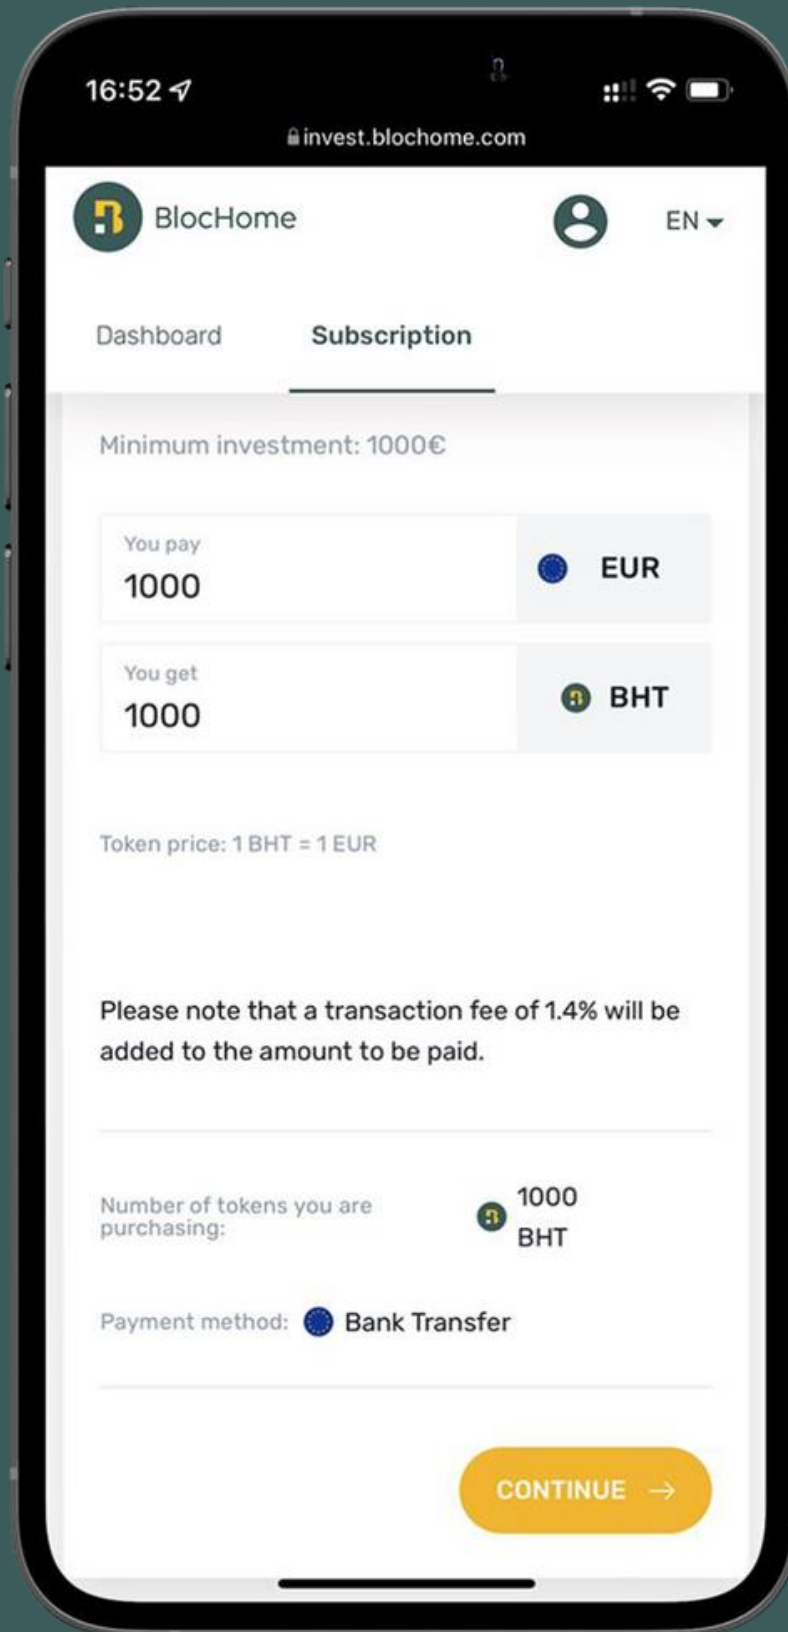 16:52
invest.blochome.com
BlocHome
EN
Dashboard
Subscription
Minimum investment: 1000€
You pay
1000
EUR
You get
1000
BHT
Token price: 1 BHT = 1 EUR
Please note that a transaction fee of 1.4% will be
added to the amount to be paid.
Number of tokens you are
purchasing:
1000
BHT
Payment method:
Bank Transfer
CONTINUE →